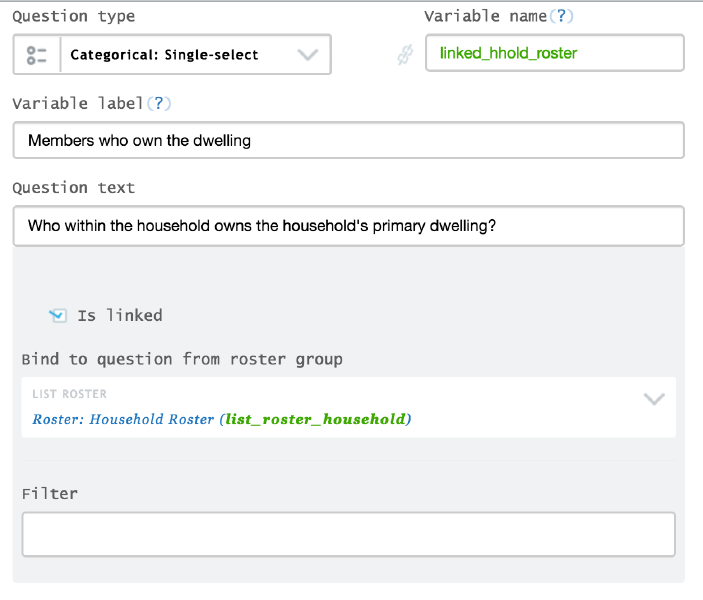 Question type
Variable name(?)
Categorical: Single-select
linked_hhold_roster
Variable label(?)
Members who own the dwelling
Question text
Who within the household owns the household's primary dwelling?
Is linked
Bind to question from roster group
LIST ROSTER
Roster: Household Roster (list_roster_household)
Filter